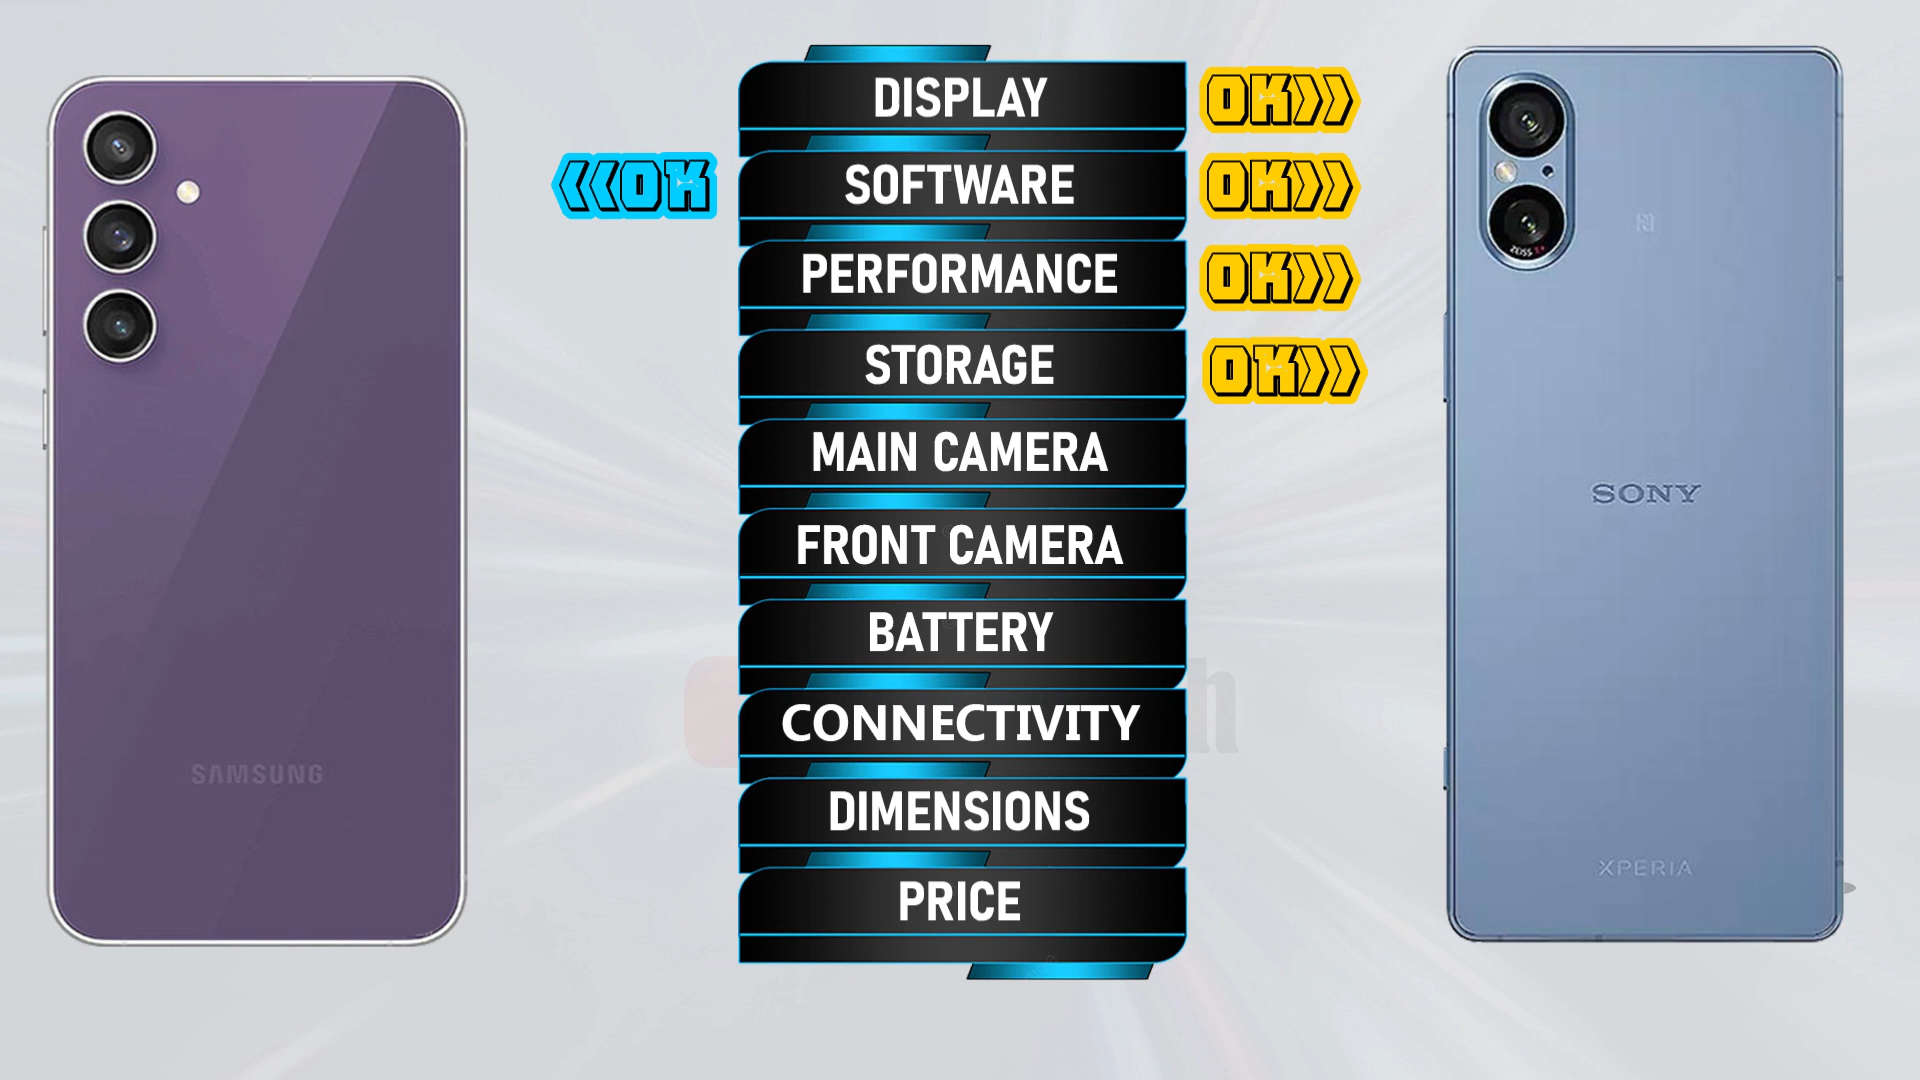 DISPLAY OK
OK SOFTWARE OK
PERFORMANCE OK
STORAGE OK
MAIN CAMERA
FRONT CAMERA
BATTERY
CONNECTIVITY
DIMENSIONS
PRICE
SAMSUNG
ZEISS
SONY
XPERIA